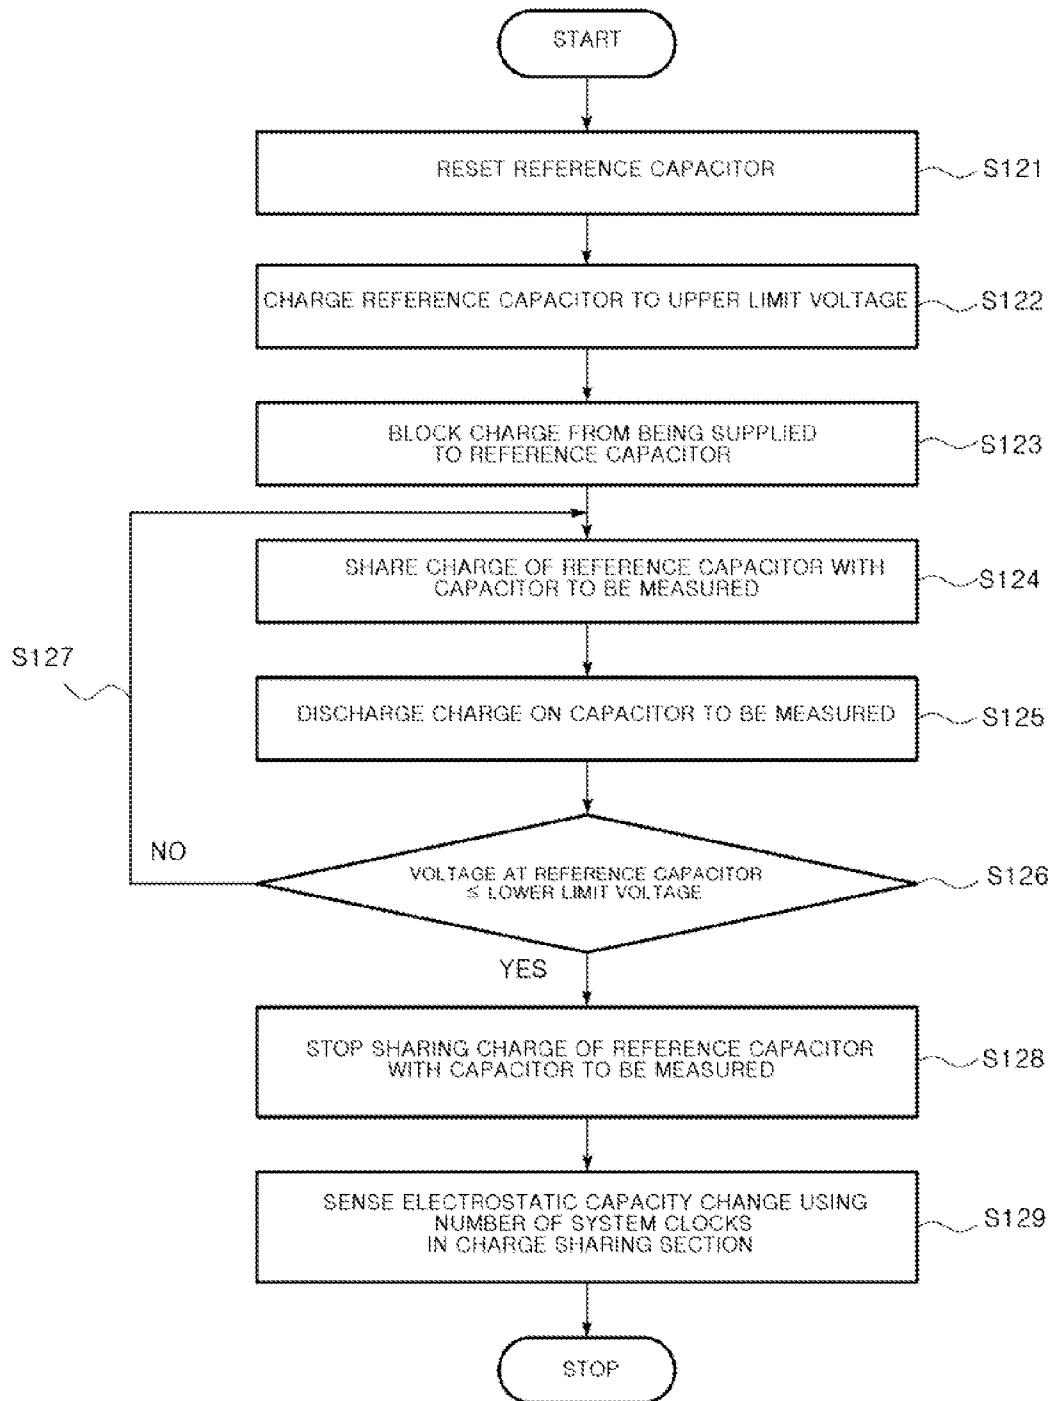 START
RESET REFERENCE CAPACITOR
S121
CHARGE REFERENCE CAPACITOR TO UPPER LIMIT VOLTAGE
S122
BLOCK CHARGE FROM BEING SUPPLIED
TO REFERENCE CAPACITOR
S123
SHARE CHARGE OF REFERENCE CAPACITOR WITH
CAPACITOR TO BE MEASURED
S124
S127
DISCHARGE CHARGE ON CAPACITOR TO BE MEASURED
S125
NO
VOLTAGE AT REFERENCE CAPACITOR
≤ LOWER LIMIT VOLTAGE
S126
YES
STOP SHARING CHARGE OF REFERENCE CAPACITOR
WITH CAPACITOR TO BE MEASURED
S128
SENSE ELECTROSTATIC CAPACITY CHANGE USING
NUMBER OF SYSTEM CLOCKS
IN CHARGE SHARING SECTION
S129
STOP